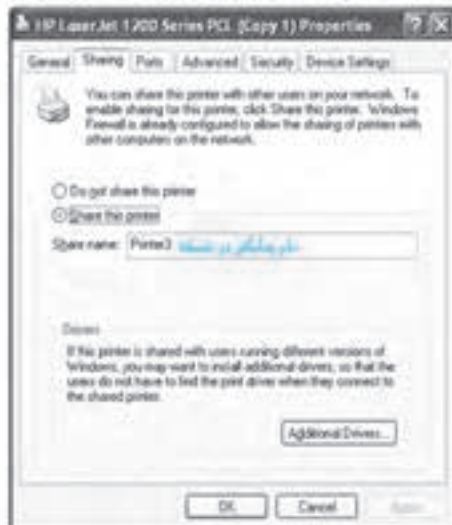 HP LaserJet 1200 Series PCL (Copy 1) Properties
General Sharing Ports Advanced Security Device Settings
You can share this printer with other users on your network. To
enable sharing for this printer, click Share this printer. Windows
Firewall is already configured to allow the sharing of printers with
other computers on the network.
Do not share this printer
Share this printer
Share name: Printer3 نام چاپگر در شبکه
Drivers
If this printer is shared with users running different versions of
Windows, you may want to install additional drivers, so that the
users do not have to find the print driver when they connect to
the shared printer.
Additional Drivers...
OK Cancel Apply